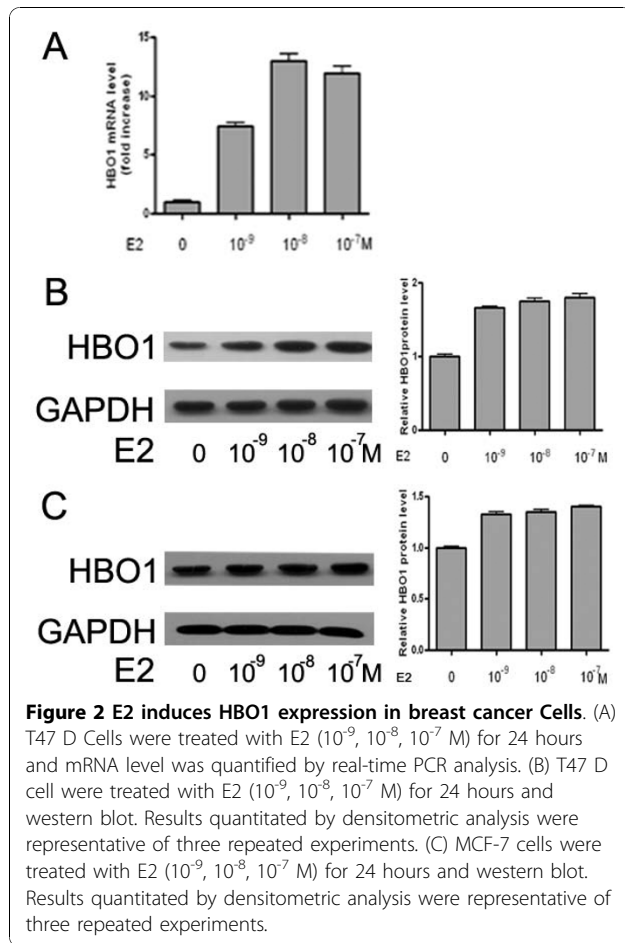 A
HBO1 mRNA level
(fold increase)
15
10
5
0
E2 0 10⁻⁹ 10⁻⁸ 10⁻⁷M
B
HBO1
GAPDH
E2 0 10⁻⁹ 10⁻⁸ 10⁻⁷M
Relative HBO1protein level
2
1
0
E2 0 10⁻⁹ 10⁻⁸ 10⁻⁷M
C
HBO1
GAPDH
E2 0 10⁻⁹ 10⁻⁸ 10⁻⁷M
Relative HBO1 protein level
1.5
1.0
0.5
0.0
E2 0 10⁻⁹ 10⁻⁸ 10⁻⁷M
Figure 2 E2 induces HBO1 expression in breast cancer Cells. (A)
T47 D Cells were treated with E2 (10⁻⁹, 10⁻⁸, 10⁻⁷ M) for 24 hours
and mRNA level was quantified by real-time PCR analysis. (B) T47 D
cell were treated with E2 (10⁻⁹, 10⁻⁸, 10⁻⁷ M) for 24 hours and
western blot. Results quantitated by densitometric analysis were
representative of three repeated experiments. (C) MCF-7 cells were
treated with E2 (10⁻⁹, 10⁻⁸, 10⁻⁷ M) for 24 hours and western blot.
Results quantitated by densitometric analysis were representative of
three repeated experiments.